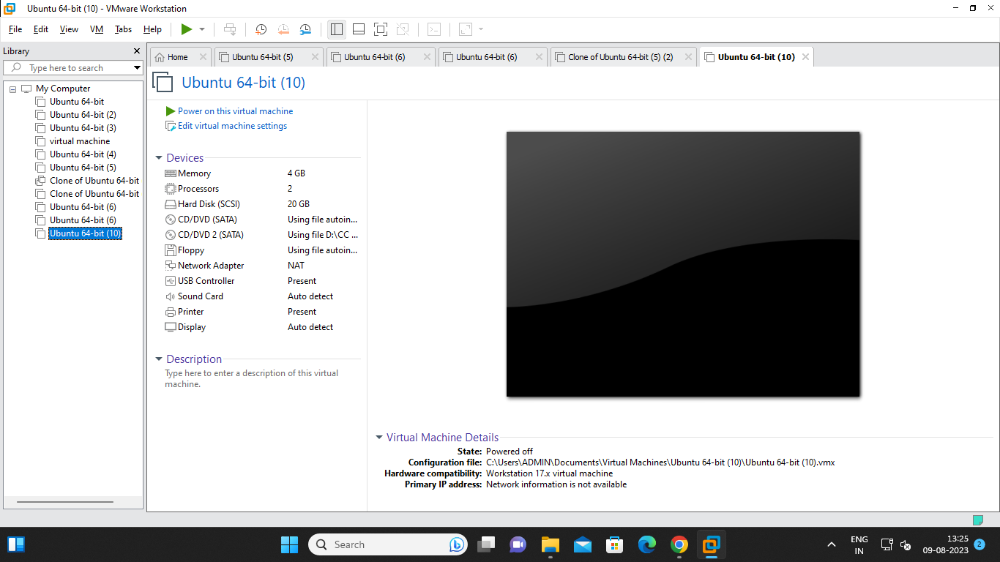 Ubuntu 64-bit (10) - VMware Workstation
File Edit View VM Tabs Help
Library
Type here to search
My Computer
Ubuntu 64-bit
Ubuntu 64-bit (2)
Ubuntu 64-bit (3)
virtual machine
Ubuntu 64-bit (4)
Ubuntu 64-bit (5)
Clone of Ubuntu 64-bit
Clone of Ubuntu 64-bit
Ubuntu 64-bit (6)
Ubuntu 64-bit (6)
Ubuntu 64-bit (10)
Home Ubuntu 64-bit (5) Ubuntu 64-bit (6) Ubuntu 64-bit (6) Clone of Ubuntu 64-bit (5) (2) Ubuntu 64-bit (10)
Ubuntu 64-bit (10)
Power on this virtual machine
Edit virtual machine settings
Devices
Memory 4 GB
Processors 2
Hard Disk (SCSI) 20 GB
CD/DVD (SATA) Using file autoin...
CD/DVD 2 (SATA) Using file D:\CC ...
Floppy Using file autoin...
Network Adapter NAT
USB Controller Present
Sound Card Auto detect
Printer Present
Display Auto detect
Description
Type here to enter a description of this virtual
machine.
Virtual Machine Details
State: Powered off
Configuration file: C:\Users\ADMIN\Documents\Virtual Machines\Ubuntu 64-bit (10)\Ubuntu 64-bit (10).vmx
Hardware compatibility: Workstation 17.x virtual machine
Primary IP address: Network information is not available
Search
ENG
IN
13:25
09-08-2023
2